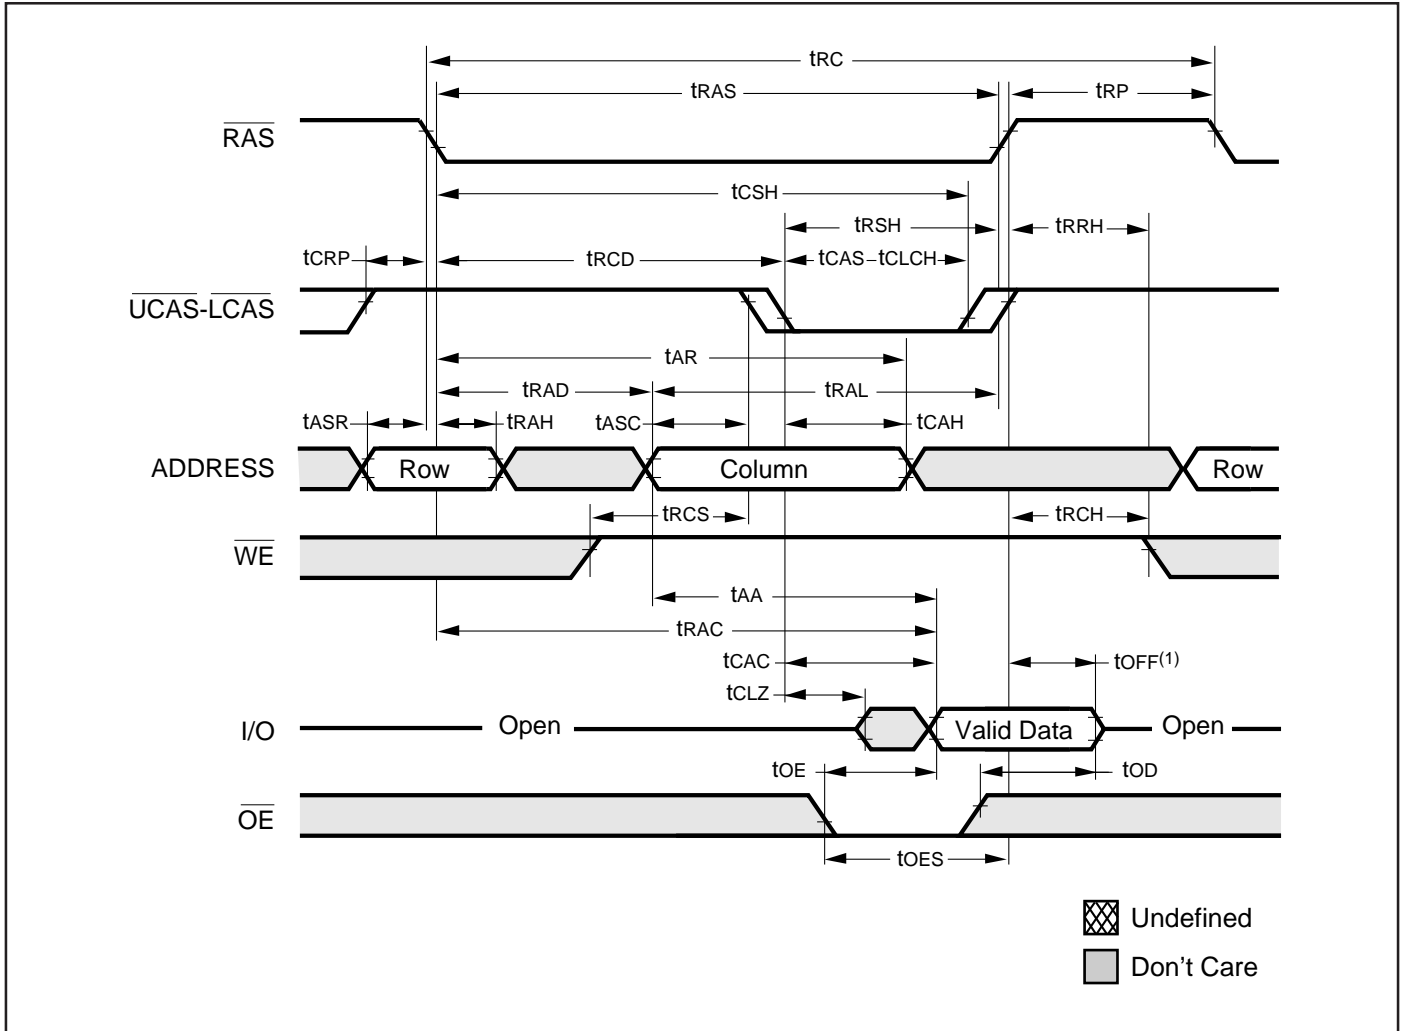 tRC
tRAS tRP
RAS
tCSH
tRSH tRRH
tCRP tRCD tCAS tCLCH
UCAS-LCAS
tAR
tRAD tRAL
tASR tRAH tASC tCAH
ADDRESS Row Column Row
tRCS tRCH
WE
tAA
tRAC
tCAC tOFF(1)
tCLZ
I/O Open Valid Data Open
tOE tOD
OE
tOES
Undefined
Don't Care